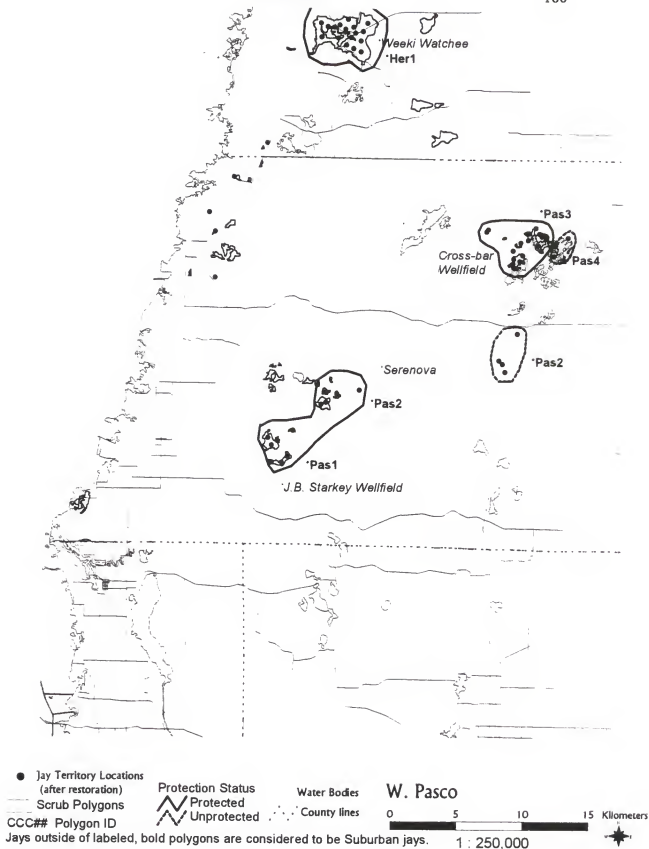 Weeki Watchee
Her1
Pas3
Cross-bar
Wellfield
Pas4
Pas2
Serenova
Pas2
Pas1
J.B. Starkey Wellfield
Jay Territory Locations
(after restoration)
Scrub Polygons
CCC## Polygon ID
Protection Status
Protected
Unprotected
Water Bodies
County lines
W. Pasco
0 5 10 15 Kilometers
1 : 250,000
Jays outside of labeled, bold polygons are considered to be Suburban jays.